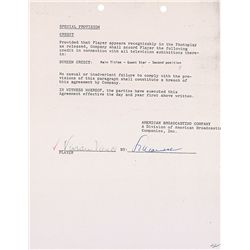 SPECIAL PROVISION
CREDIT
Provided that Player appears recognizably in the Photoplay
as released, Company shall accord Player the following
credit in connection with all television exhibitions thereof:
SCREEN CREDIT: Main Titles - Guest Star - Second position
No casual or inadvertent failure to comply with the pro-
visions of this paragraph shall constitute a breach of
this agreement by Company.
IN WITNESS WHEREOF, the parties have executed this
Agreement effective the day and year first above written.
AMERICAN BROADCASTING COMPANY
A Division of American Broadcasting
Companies, Inc.
BY:
PLAYER